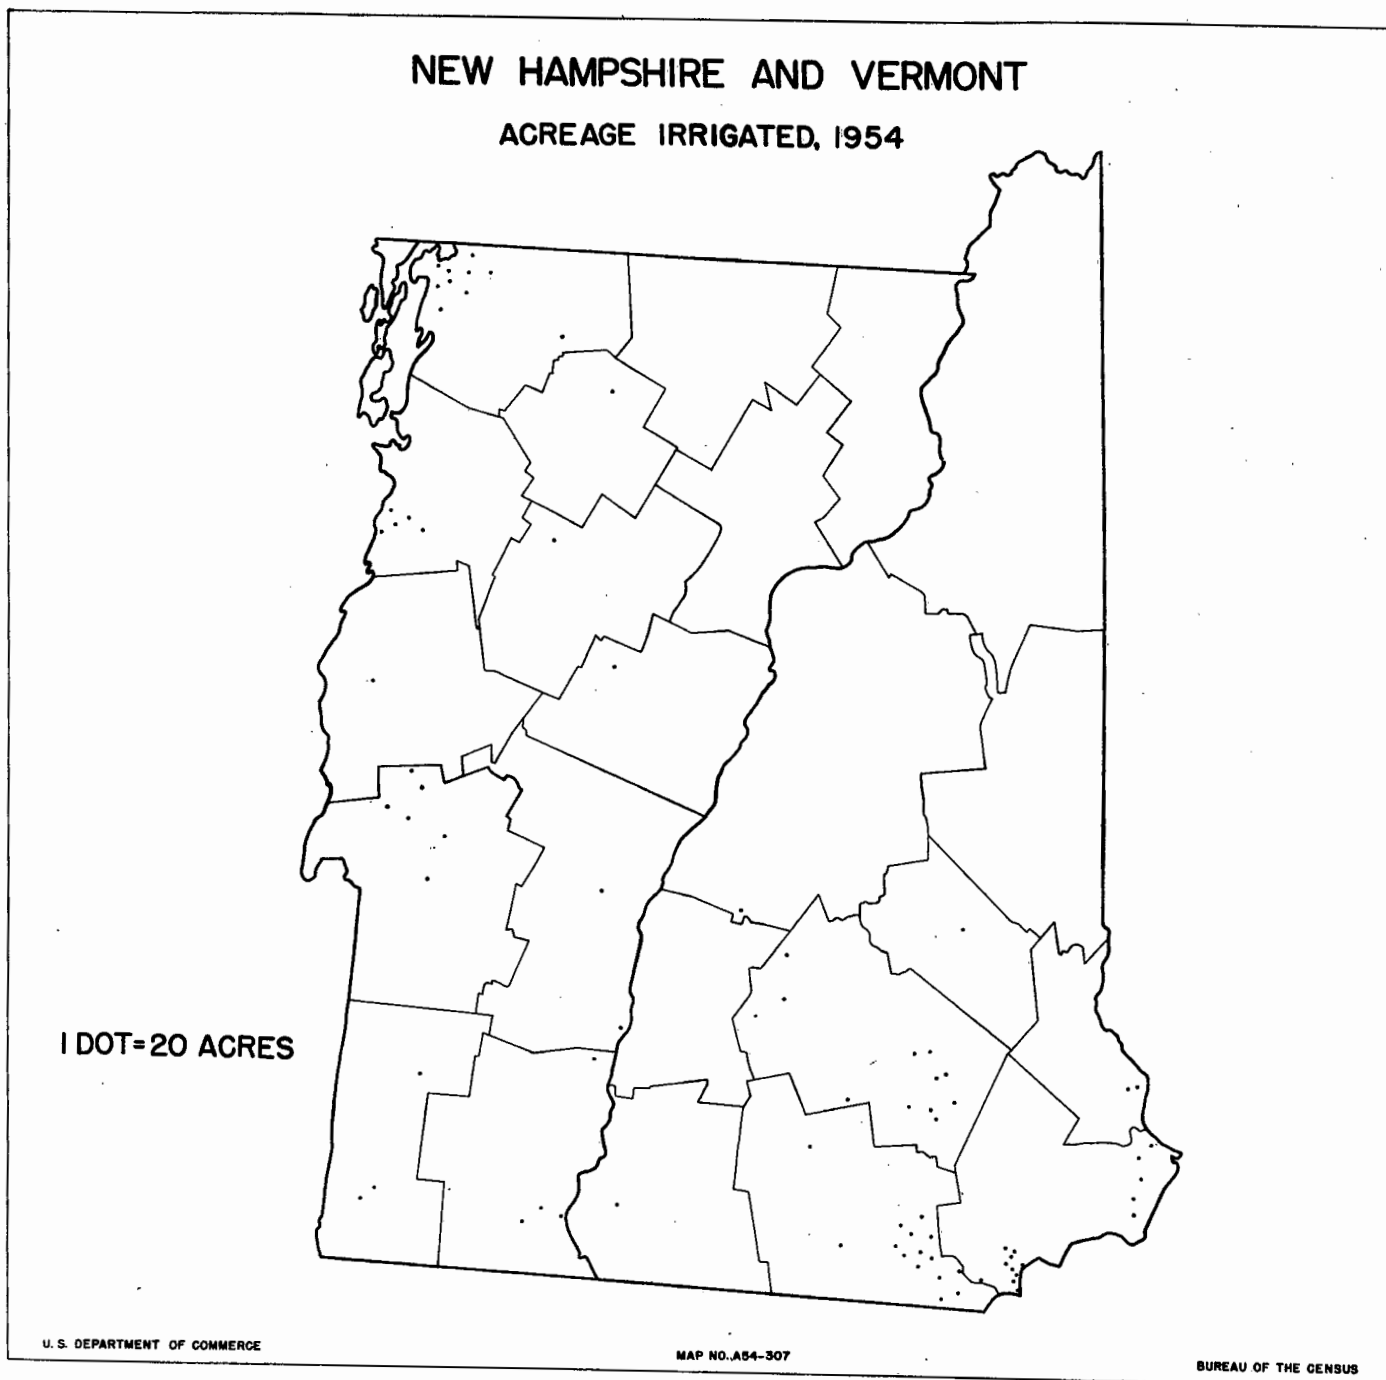 NEW HAMPSHIRE AND VERMONT
ACREAGE IRRIGATED, 1954
1 DOT=20 ACRES
U. S. DEPARTMENT OF COMMERCE
MAP NO. A54-307
BUREAU OF THE CENSUS